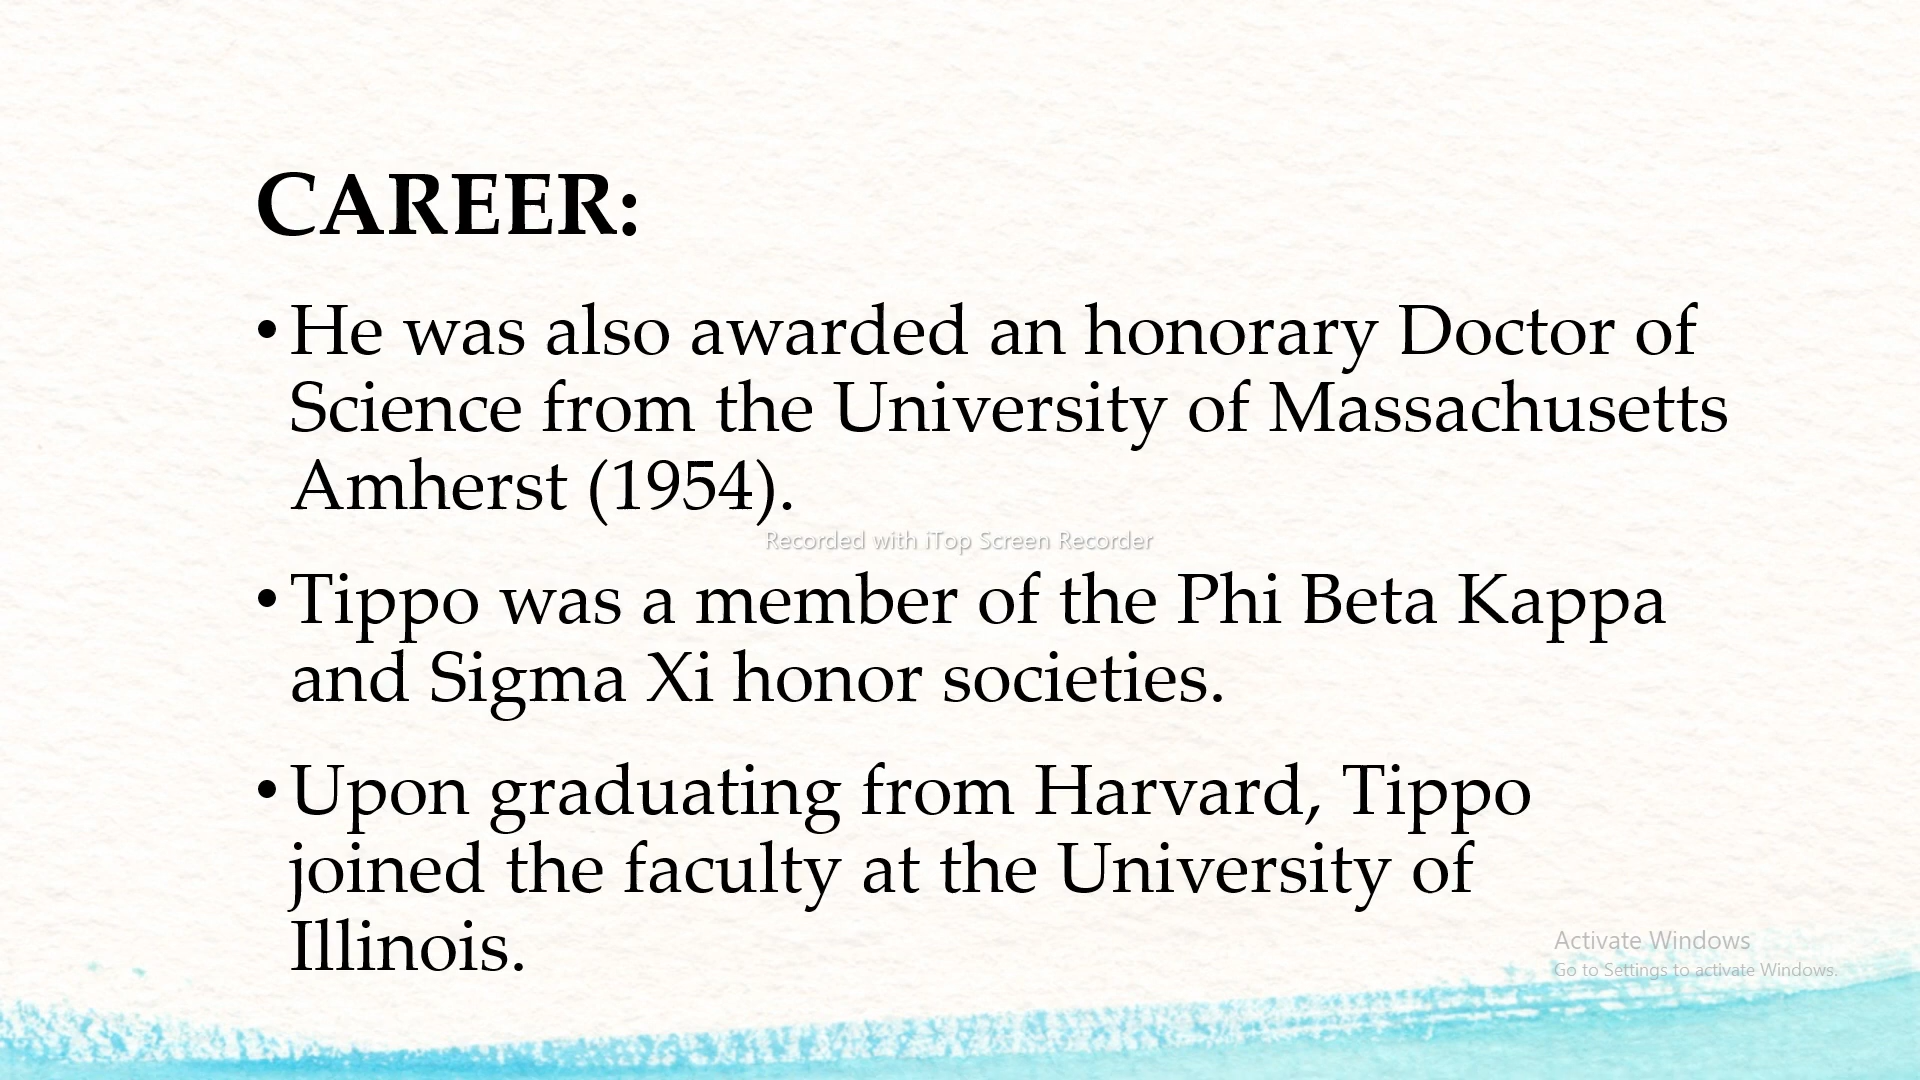 CAREER:
• He was also awarded an honorary Doctor of
Science from the University of Massachusetts
Amherst (1954).
Recorded with iTop Screen Recorder
• Tippo was a member of the Phi Beta Kappa
and Sigma Xi honor societies.
• Upon graduating from Harvard, Tippo
joined the faculty at the University of
Illinois.
Activate Windows
Go to Settings to activate Windows.